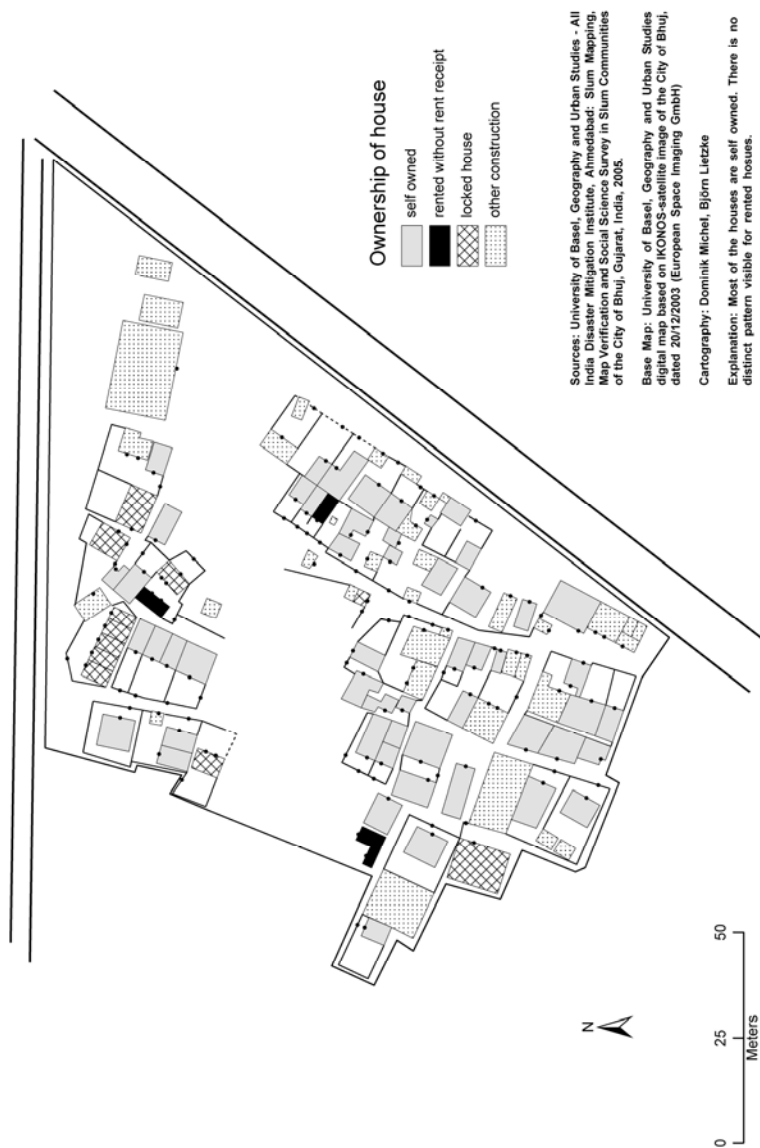 Ownership of house
self owned
rented without rent receipt
locked house
other construction
Sources: University of Basel, Geography and Urban Studies - All
India Disaster Mitigation Institute, Ahmedabad: Slum Mapping,
Map Verification and Social Science Survey in Slum Communities
of the City of Bhuj, Gujarat, India, 2005.
Base Map: University of Basel, Geography and Urban Studies
digital map based on IKONOS-satellite image of the City of Bhuj,
dated 20/12/2003 (European Space Imaging GmbH)
Cartography: Dominik Michel, Björn Lietzke
Explanation: Most of the houses are self owned. There is no
distinct pattern visible for rented hosues.
N
0 25 50
Meters